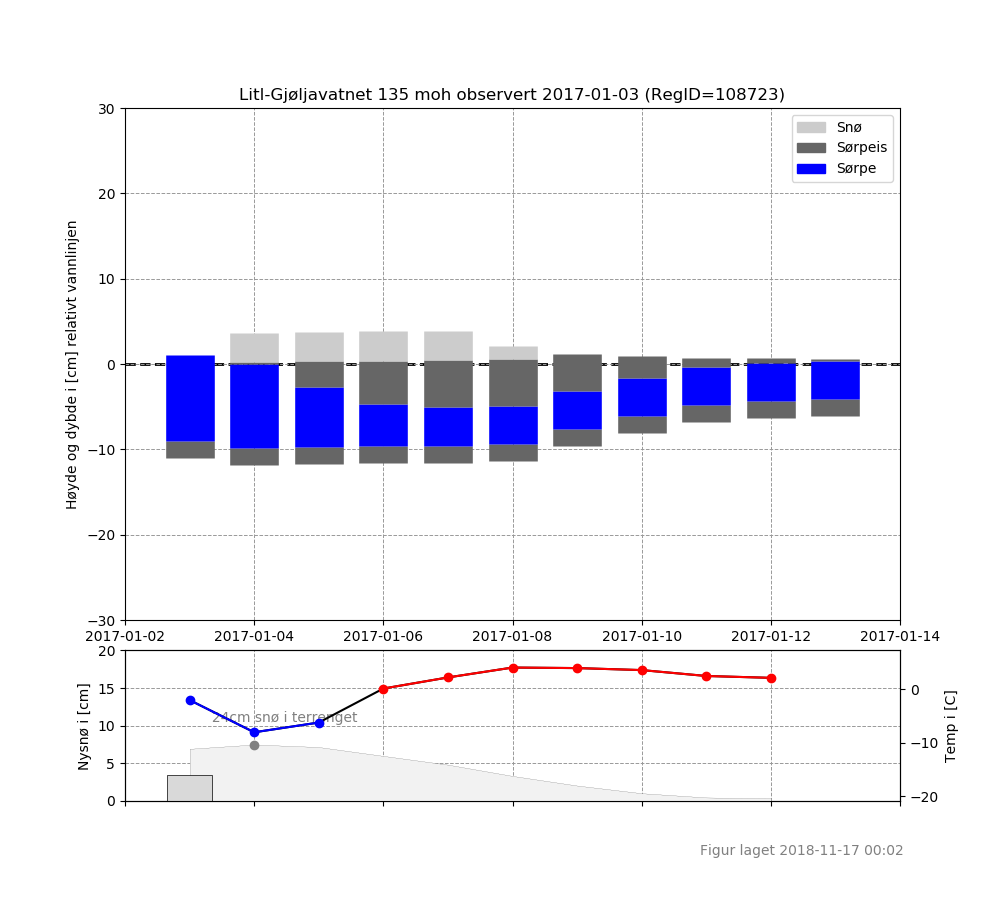 Litl-Gjøljavatnet 135 moh observert 2017-01-03 (RegID=108723)
Høyde og dybde i [cm] relativt vannlinjen
30
20
10
0
−10
−20
−30
Snø
Sørpeis
Sørpe
2017-01-02 2017-01-04 2017-01-06 2017-01-08 2017-01-10 2017-01-12 2017-01-14
Nysnø i [cm]
20
15
10
5
0
24cm snø i terrenget
0
−10
−20
Temp i [C]
Figur laget 2018-11-17 00:02